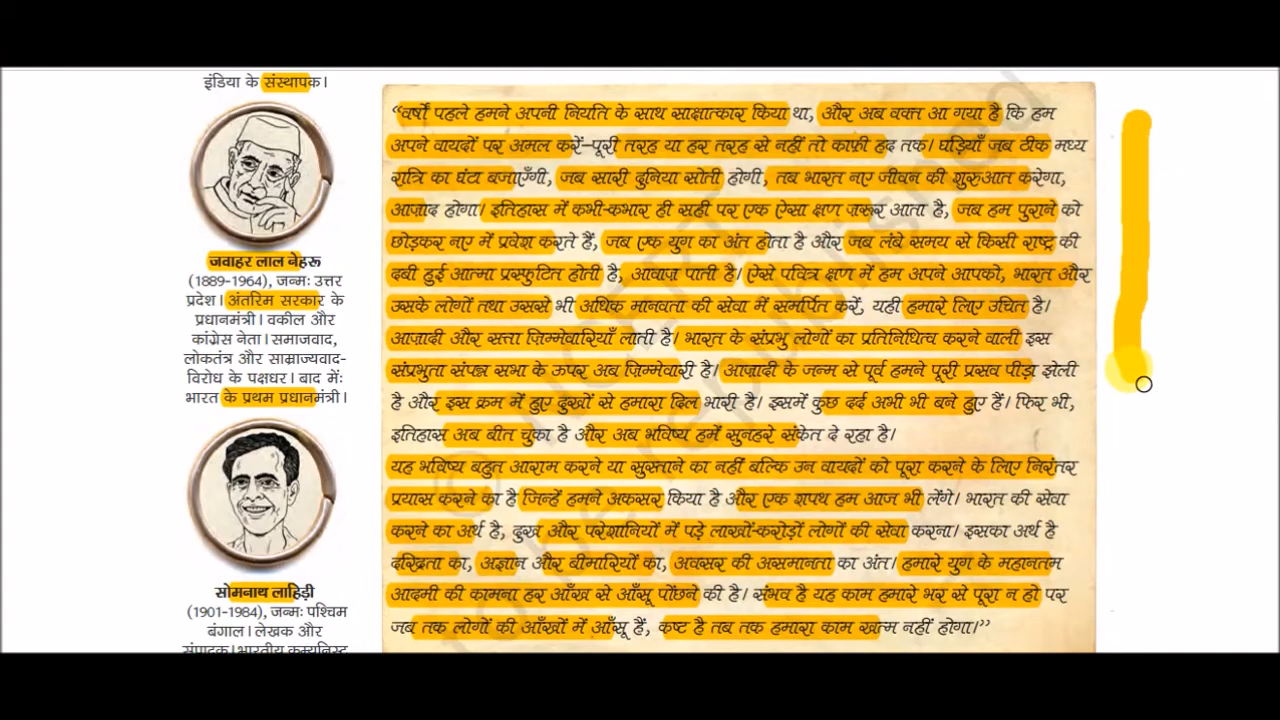 इंडिया के संस्थापक।
जवाहर लाल नेहरू
(1889-1964), जन्मः उत्तर
प्रदेश। अंतरिम सरकार के
प्रधानमंत्री। वकील और
कांग्रेस नेता। समाजवाद,
लोकतंत्र और साम्राज्यवाद-
विरोध के पक्षधर। बाद मेंः
भारत के प्रथम प्रधानमंत्री।
सोमनाथ लाहिड़ी
(1901-1984), जन्मः पश्चिम
बंगाल। लेखक और
संपादक। भारतीय कम्युनिस्ट
“वर्षों पहले हमने अपनी नियति के साथ साक्षात्कार किया था, और अब वक्त आ गया है कि हम
अपने वायदों पर अमल करें–पूरी तरह या हर तरह से नहीं तो काफ़ी हद तक। घड़ियाँ जब ठीक मध्य
रात्रि का घंटा बजाएँगी, जब सारी दुनिया सोती होगी, तब भारत नए जीवन की शुरुआत करेगा,
आज़ाद होगा। इतिहास में कभी-कभार ही सही पर एक ऐसा क्षण ज़रूर आता है, जब हम पुराने को
छोड़कर नए में प्रवेश करते हैं, जब एक युग का अंत होता है और जब लंबे समय से किसी राष्ट्र की
दबी हुई आत्मा प्रस्फुटित होती है, आवाज़ पाती है। ऐसे पवित्र क्षण में हम अपने आपको, भारत और
उसके लोगों तथा उससे भी अधिक मानवता की सेवा में समर्पित करें, यही हमारे लिए उचित है।
आज़ादी और सत्ता ज़िम्मेवारियाँ लाती है। भारत के संप्रभु लोगों का प्रतिनिधित्व करने वाली इस
संप्रभुता संपन्न सभा के ऊपर अब ज़िम्मेवारी है। आज़ादी के जन्म से पूर्व हमने पूरी प्रसव पीड़ा झेली
है और इस क्रम में हुए दुखों से हमारा दिल भारी है। इसमें कुछ दर्द अभी भी बने हुए हैं। फिर भी,
इतिहास अब बीत चुका है और अब भविष्य हमें सुनहरे संकेत दे रहा है।
यह भविष्य बहुत आराम करने या सुस्ताने का नहीं बल्कि उन वायदों को पूरा करने के लिए निरंतर
प्रयास करने का है जिन्हें हमने अकसर किया है और एक शपथ हम आज भी लेंगे। भारत की सेवा
करने का अर्थ है, दुख और परेशानियों में पड़े लाखों-करोड़ों लोगों की सेवा करना। इसका अर्थ है
दरिद्रता का, अज्ञान और बीमारियों का, अवसर की असमानता का अंत। हमारे युग के महानतम
आदमी की कामना हर आँख से आँसू पोंछने की है। संभव है यह काम हमारे भर से पूरा न हो पर
जब तक लोगों की आँखों में आँसू हैं, कष्ट है तब तक हमारा काम खत्म नहीं होगा।”